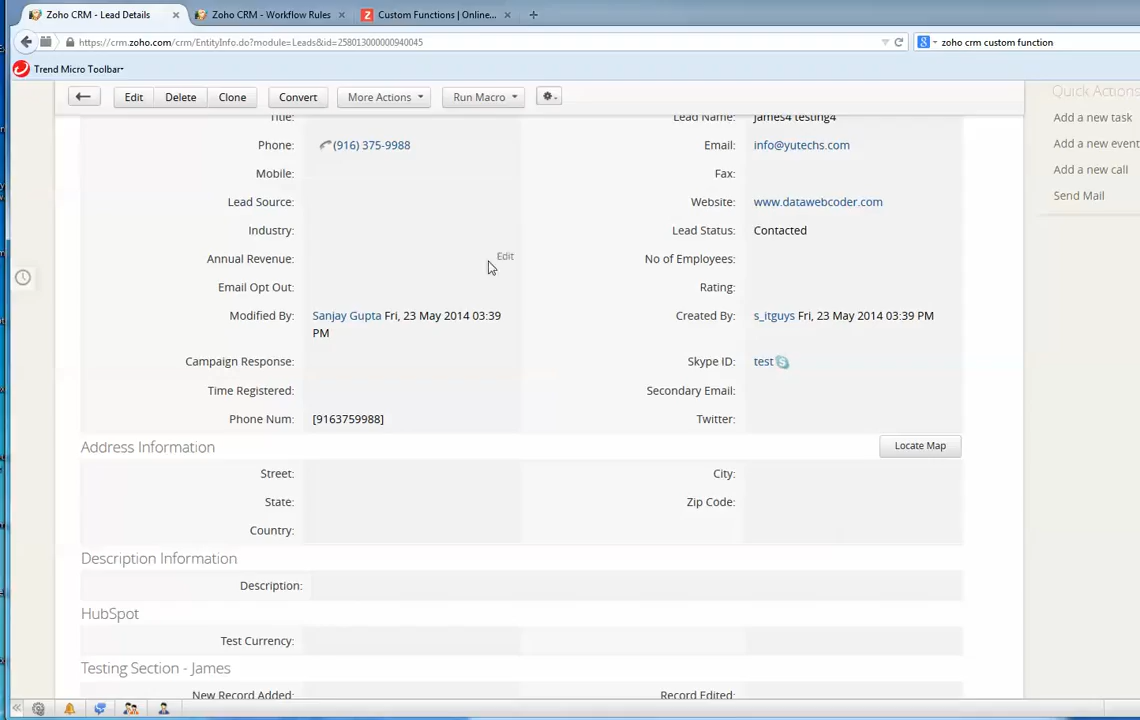 Zoho CRM - Lead Details × Zoho CRM - Workflow Rules × Custom Functions | Online... × +
https://crm.zoho.com/crm/EntityInfo.do?module=Leads&id=258013000000940045 zoho crm custom function
Trend Micro Toolbar
Edit Delete Clone Convert More Actions Run Macro
Quick Actions
Title: Lead Name: James4 testing4
Add a new task
Phone: (916) 375-9988 Email: info@yutechs.com
Add a new event
Mobile: Fax:
Add a new call
Lead Source: Website: www.datawebcoder.com
Send Mail
Industry: Lead Status: Contacted
Annual Revenue: Edit No of Employees:
Email Opt Out: Rating:
Modified By: Sanjay Gupta Fri, 23 May 2014 03:39 PM Created By: s_itguys Fri, 23 May 2014 03:39 PM
Campaign Response: Skype ID: test
Time Registered: Secondary Email:
Phone Num: [9163759988] Twitter:
Address Information Locate Map
Street: City:
State: Zip Code:
Country:
Description Information
Description:
HubSpot
Test Currency:
Testing Section - James
New Record Added: Record Edited: